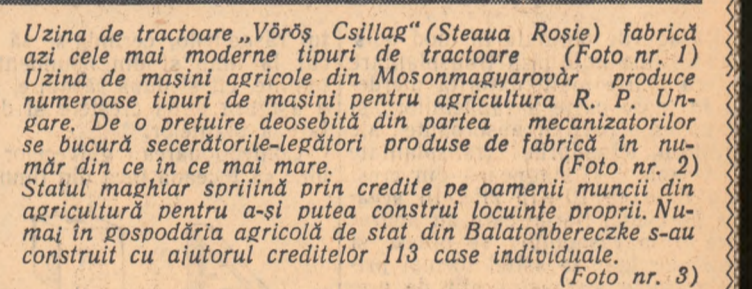 Uzina de tractoare „Vörös Csillag“ (Steaua Roșie) fabrică
azi cele mai moderne tipuri de tractoare (Foto nr. 1)
Uzina de mașini agricole din Mosonmagyarovàr produce
numeroase tipuri de mașini pentru agricultura R. P. Un-
gare. De o prețuire deosebită din partea mecanizatorilor
se bucură secerătorile-legători produse de fabrică în nu-
măr din ce în ce mai mare. (Foto nr. 2)
Statul maghiar sprijină prin credite pe oamenii muncii din
agricultură pentru a-și putea construi locuințe proprii. Nu-
mai în gospodăria agricolă de stat din Balatonbereczke s-au
construit cu ajutorul creditelor 113 case individuale.
(Foto nr. 3)